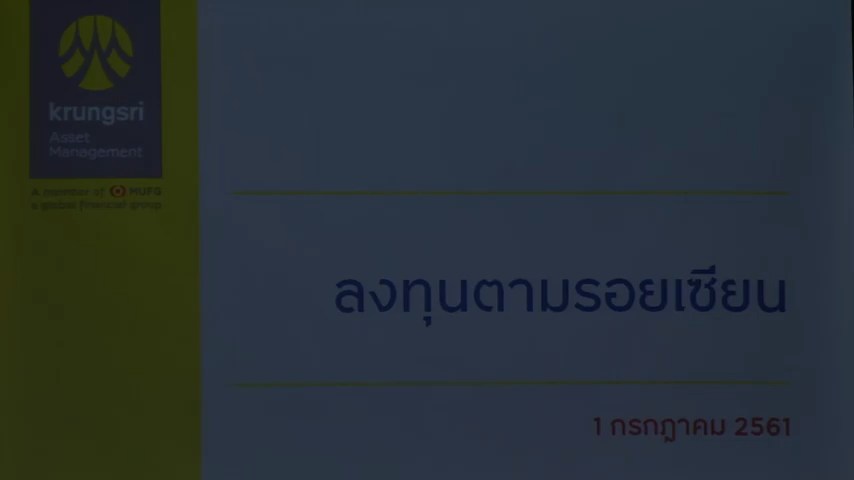 krungsri
Asset
Management
A member of MUFG
a global financial group
ลงทุนตามรอยเซียน
1 กรกฎาคม 2561